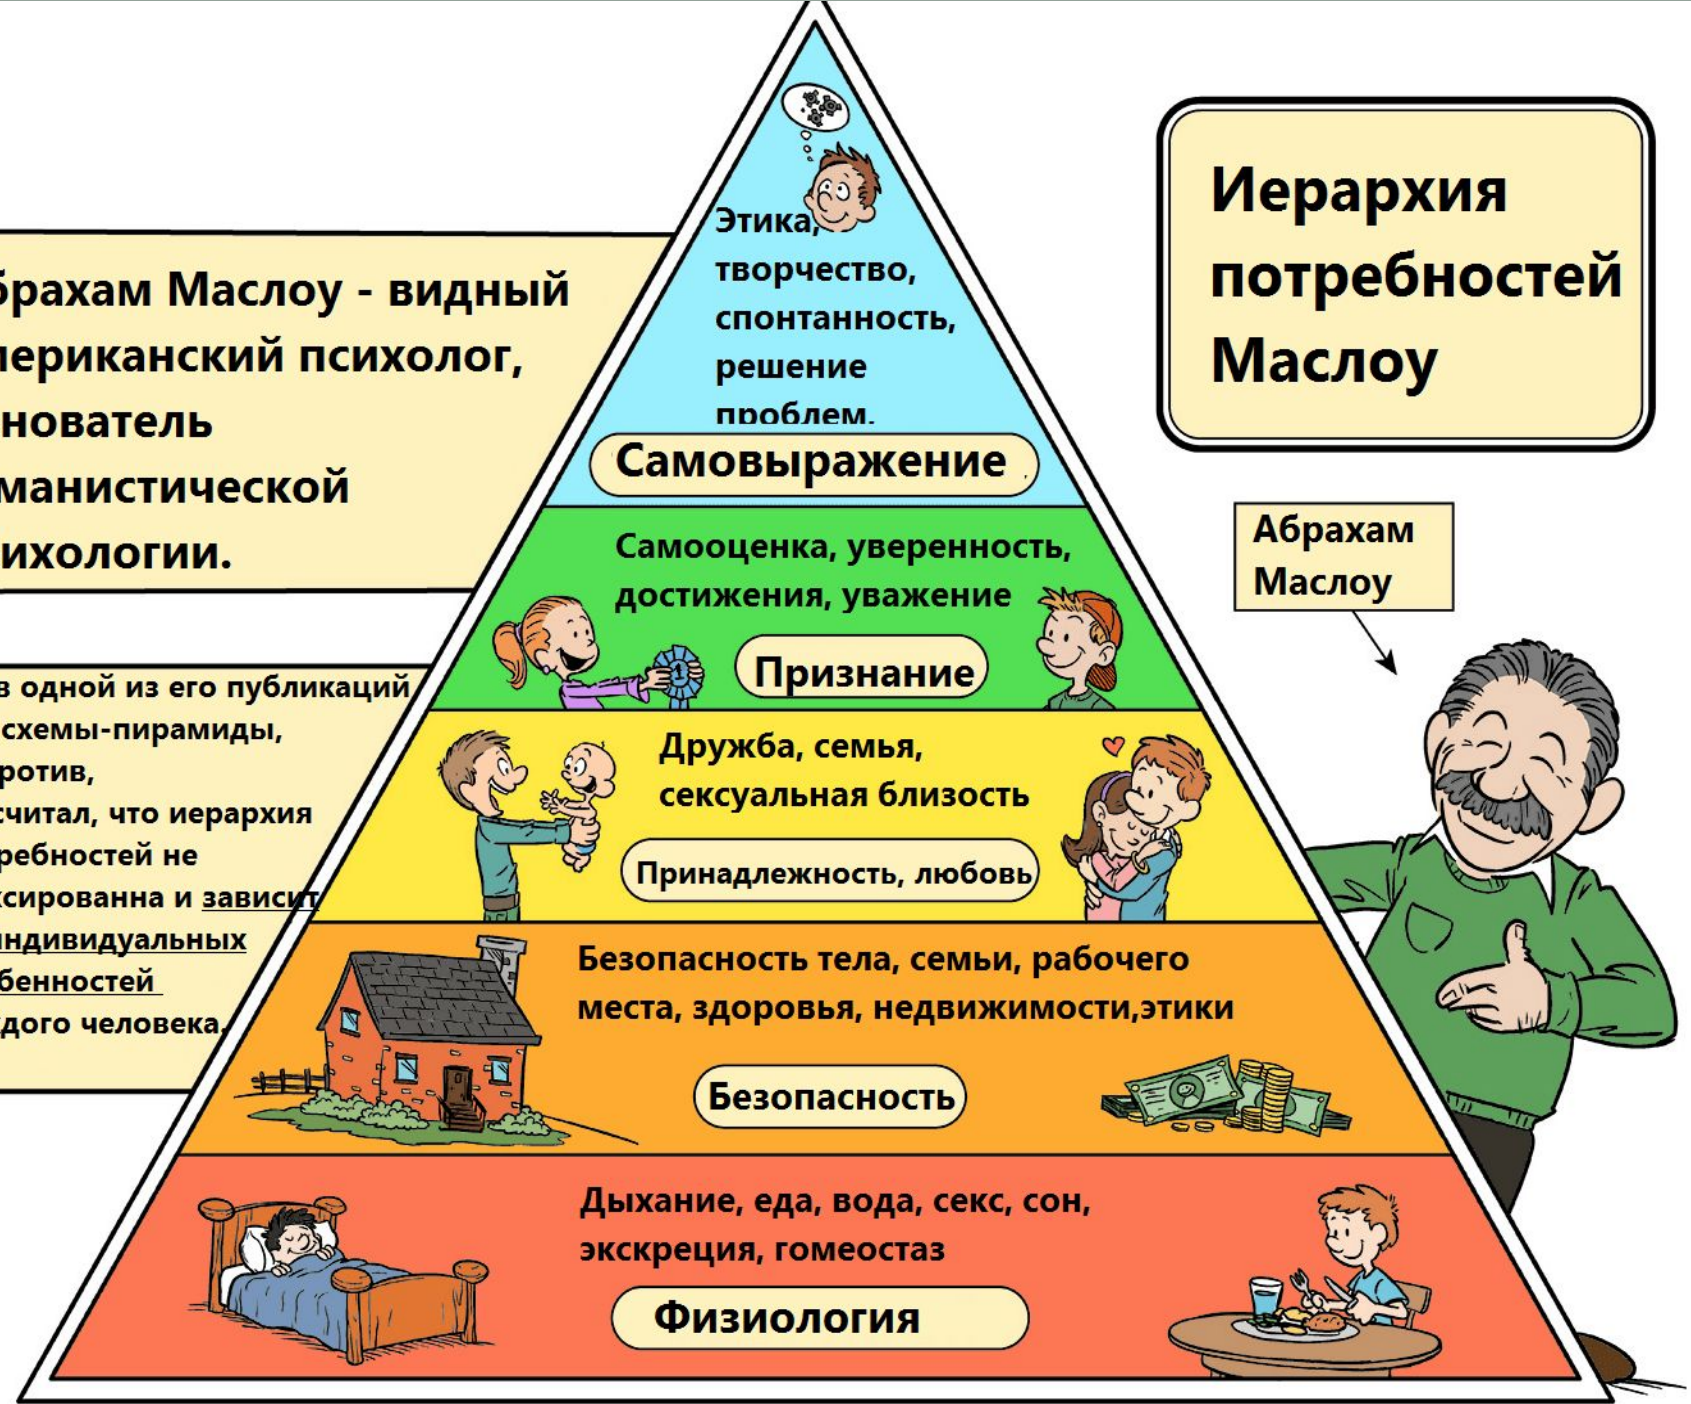 Иерархия
потребностей
Маслоу
брахам Маслоу - видный
ериканский психолог,
нователь
манистической
ихологии.
в одной из его публикаций,
схемы-пирамиды,
ротив,
считал, что иерархия
ребностей не
сированна и зависит
индивидуальных
бенностей
дого человека.
Этика,
творчество,
спонтанность,
решение
проблем.
Самовыражение
Самооценка, уверенность,
достижения, уважение
1
Признание
Дружба, семья,
сексуальная близость
Принадлежность, любовь
Безопасность тела, семьи, рабочего
места, здоровья, недвижимости,этики
Безопасность
Дыхание, еда, вода, секс, сон,
экскреция, гомеостаз
Физиология
Абрахам
Маслоу